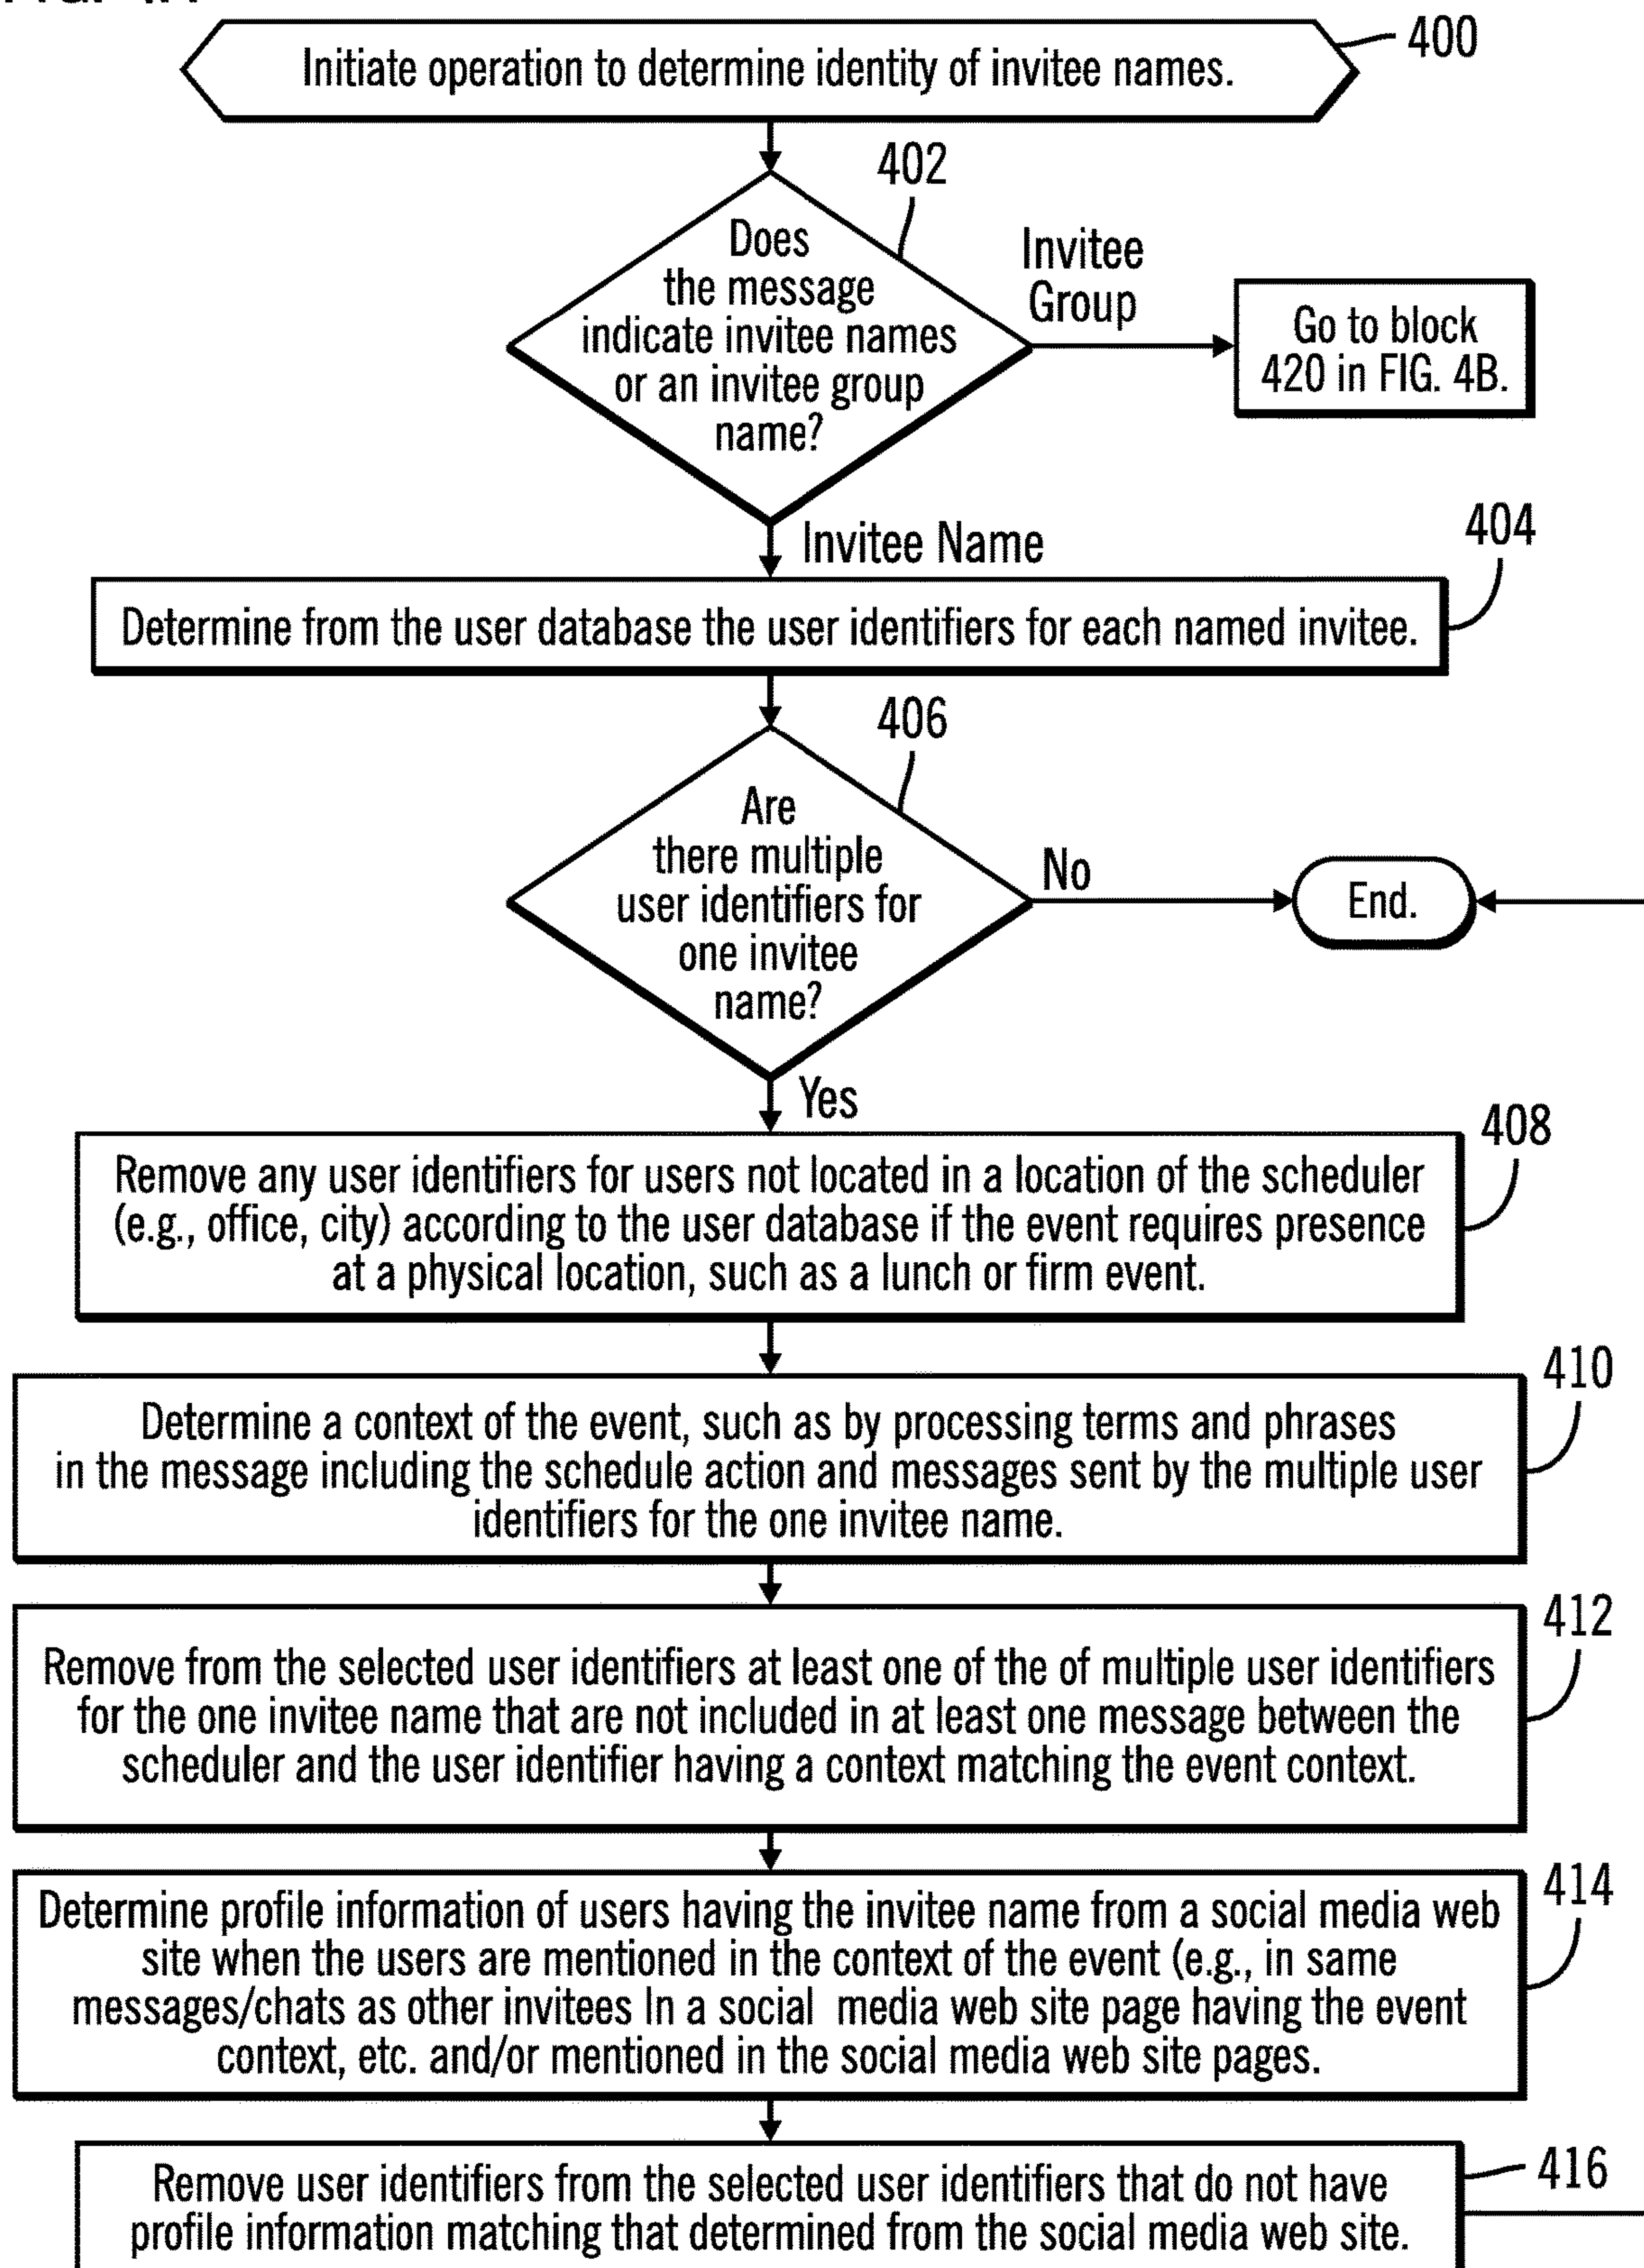 400
Initiate operation to determine identity of invitee names.
402
Does
the message
indicate invitee names
or an invitee group
name?
Invitee
Group
Go to block
420 in FIG. 4B.
Invitee Name
404
Determine from the user database the user identifiers for each named invitee.
406
Are
there multiple
user identifiers for
one invitee
name?
No
End.
Yes
408
Remove any user identifiers for users not located in a location of the scheduler
(e.g., office, city) according to the user database if the event requires presence
at a physical location, such as a lunch or firm event.
410
Determine a context of the event, such as by processing terms and phrases
in the message including the schedule action and messages sent by the multiple user
identifiers for the one invitee name.
412
Remove from the selected user identifiers at least one of the of multiple user identifiers
for the one invitee name that are not included in at least one message between the
scheduler and the user identifier having a context matching the event context.
414
Determine profile information of users having the invitee name from a social media web
site when the users are mentioned in the context of the event (e.g., in same
messages/chats as other invitees In a social media web site page having the event
context, etc. and/or mentioned in the social media web site pages.
416
Remove user identifiers from the selected user identifiers that do not have
profile information matching that determined from the social media web site.